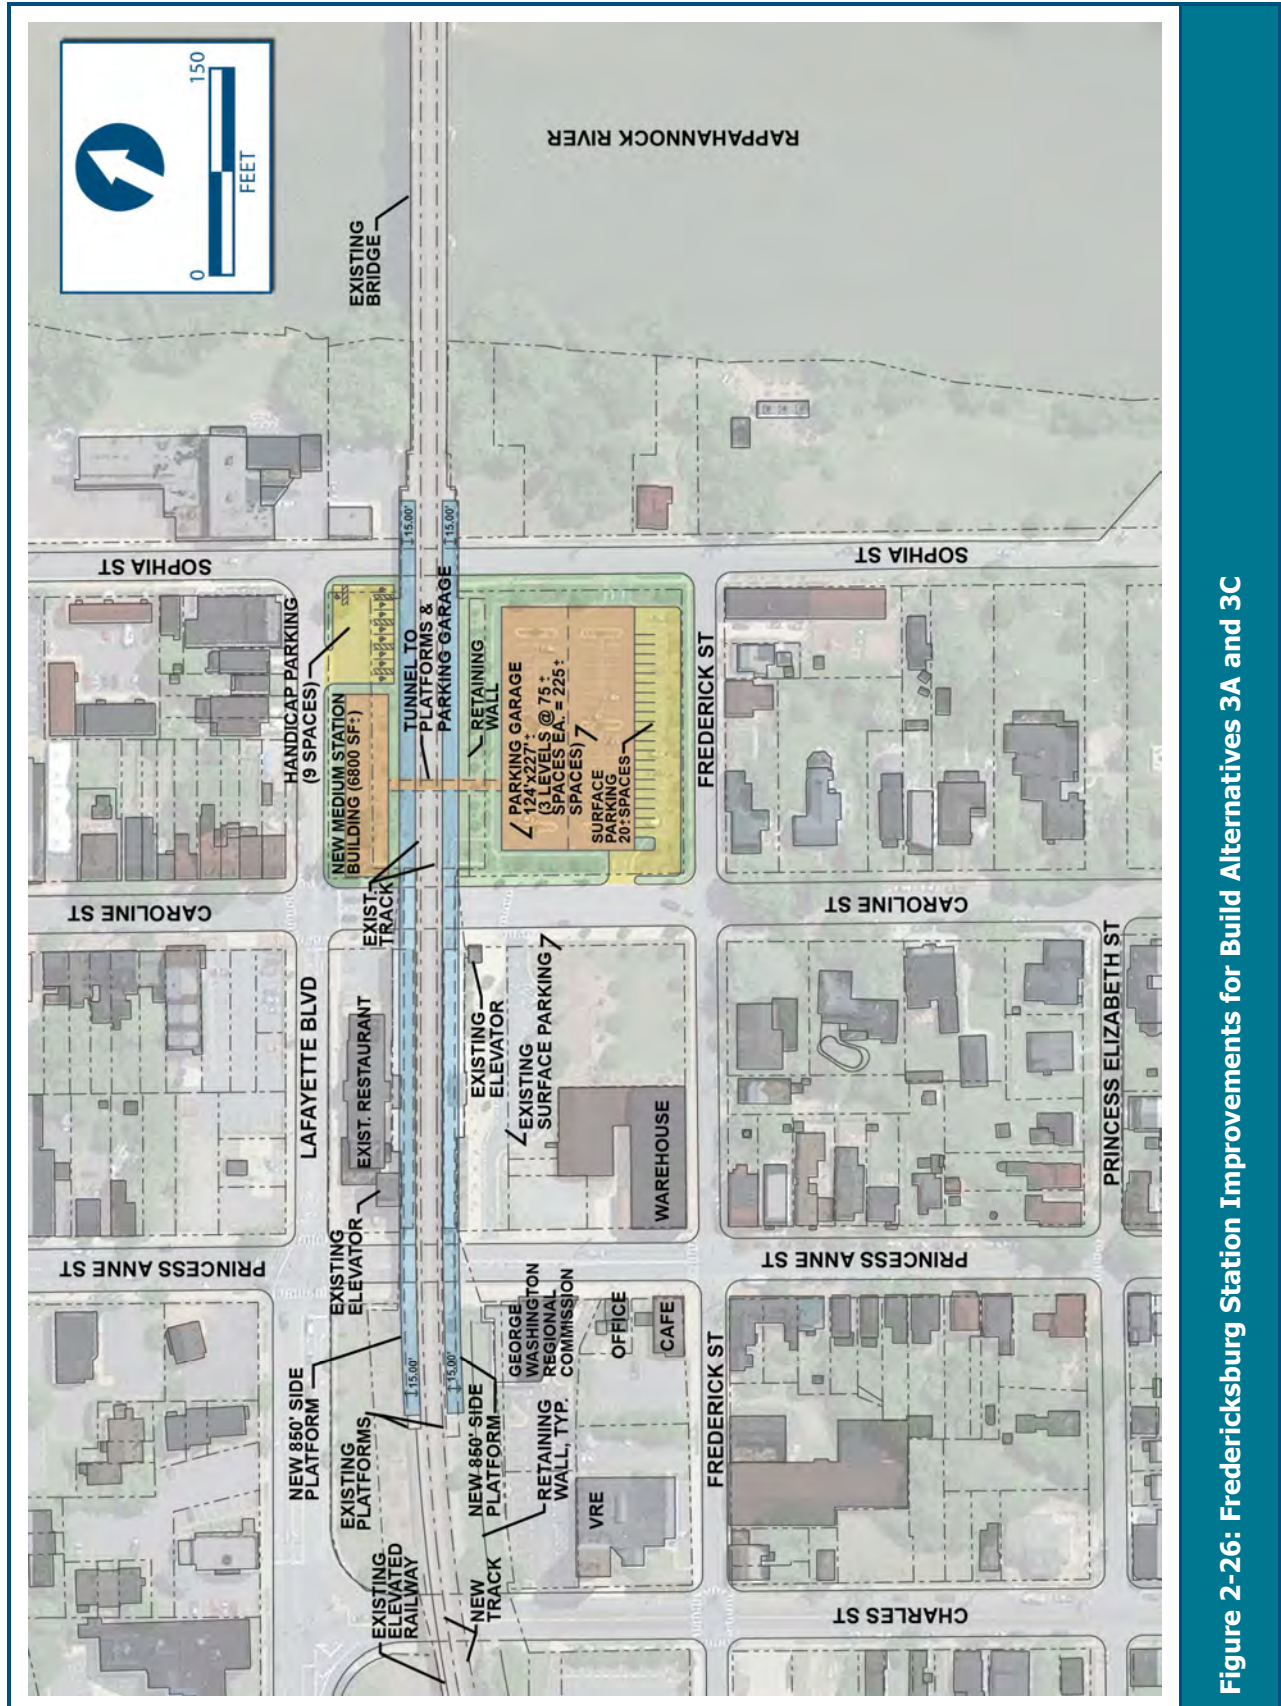 0
150
FEET
RAPPAHANNOCK RIVER
EXISTING
BRIDGE
SOPHIA ST
SOPHIA ST
15.00'
15.00'
HANDICAP PARKING
(9 SPACES)
NEW MEDIUM STATION
BUILDING (6800 SF±)
TUNNEL TO
PLATFORMS &
PARKING GARAGE
RETAINING
WALL
PARKING GARAGE
124'x227'±
(3 LEVELS @ 75±
SPACES EA. = 225±
SPACES)
SURFACE
PARKING
20±SPACES
FREDERICK ST
EXIST.
TRACK
CAROLINE ST
CAROLINE ST
LAFAYETTE BLVD
EXIST. RESTAURANT
EXISTING
ELEVATOR
EXISTING
SURFACE PARKING
WAREHOUSE
PRINCESS ELIZABETH ST
EXISTING
ELEVATOR
PRINCESS ANNE ST
PRINCESS ANNE ST
NEW 850' SIDE
PLATFORM
EXISTING
PLATFORMS
15.00'
15.00'
NEW 850' SIDE
PLATFORM
GEORGE
WASHINGTON
REGIONAL
COMMISSION
OFFICE
CAFE
RETAINING
WALL, TYP.
VRE
FREDERICK ST
EXISTING
ELEVATED
RAILWAY
NEW
TRACK
CHARLES ST
Figure 2-26: Fredericksburg Station Improvements for Build Alternatives 3A and 3C